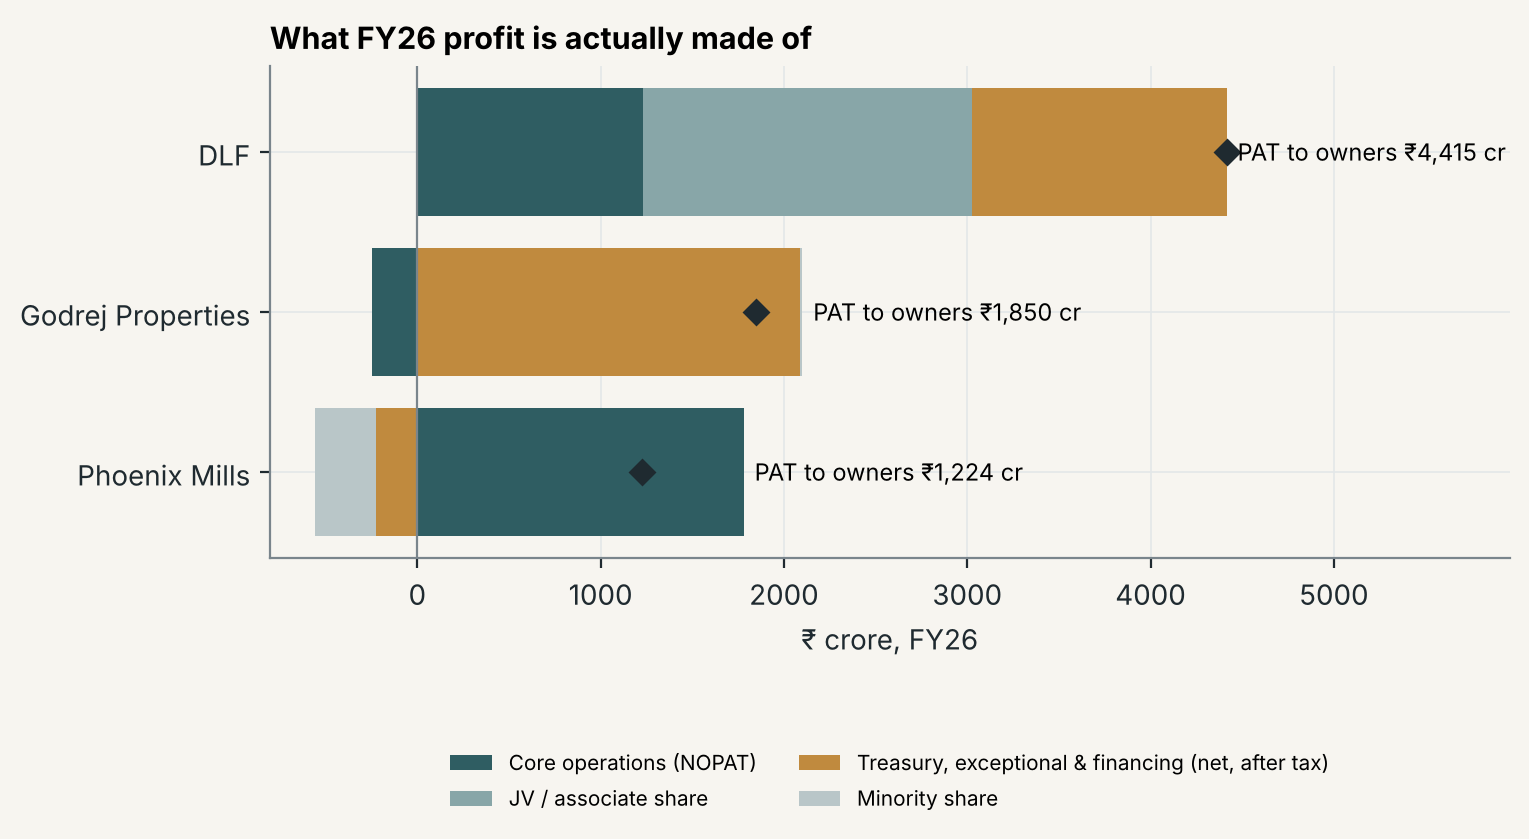 What FY26 profit is actually made of
DLF
PAT to owners ₹4,415 cr
Godrej Properties
PAT to owners ₹1,850 cr
Phoenix Mills
PAT to owners ₹1,224 cr
0 1000 2000 3000 4000 5000
₹ crore, FY26
Core operations (NOPAT)
Treasury, exceptional & financing (net, after tax)
JV / associate share
Minority share